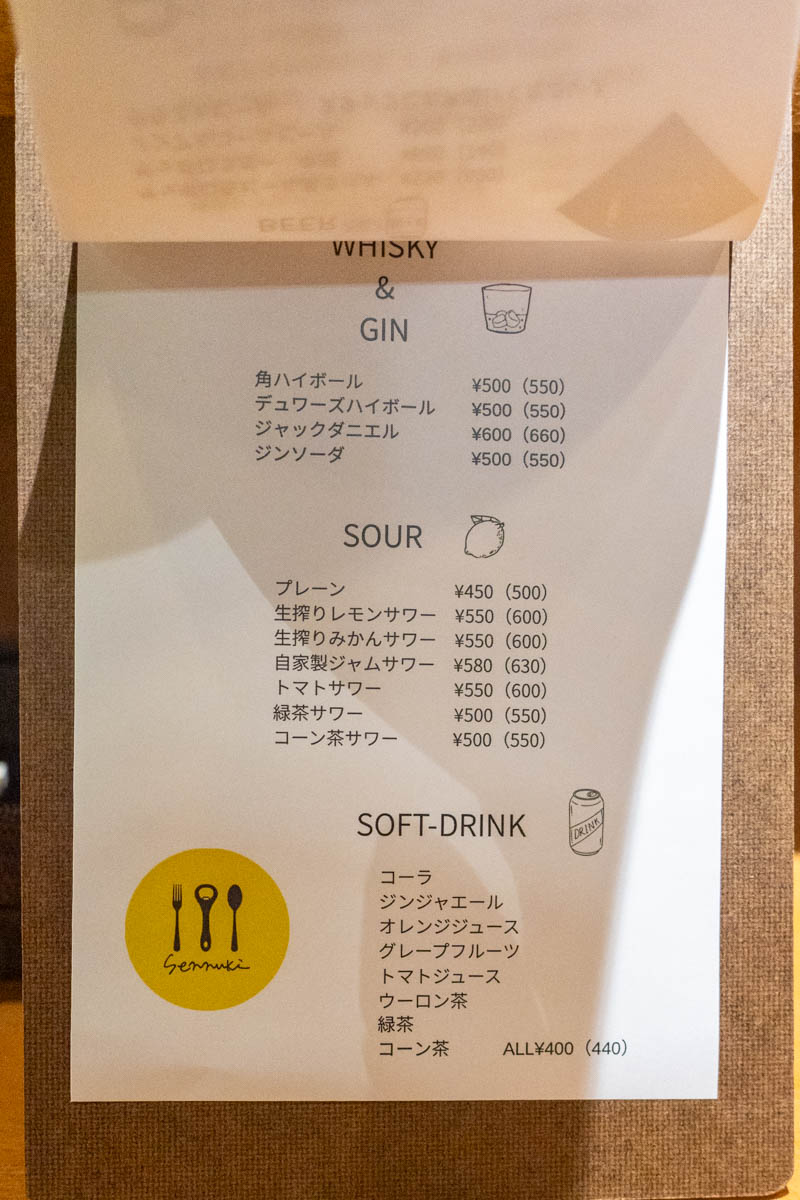 BEER
WHISKY
&
GIN
角ハイボール ¥500（550）
デュワーズハイボール ¥500（550）
ジャックダニエル ¥600（660）
ジンソーダ ¥500（550）
SOUR
プレーン ¥450（500）
生搾りレモンサワー ¥550（600）
生搾りみかんサワー ¥550（600）
自家製ジャムサワー ¥580（630）
トマトサワー ¥550（600）
緑茶サワー ¥500（550）
コーン茶サワー ¥500（550）
SOFT-DRINK
DRINK
コーラ
ジンジャエール
オレンジジュース
グレープフルーツ
トマトジュース
ウーロン茶
緑茶
コーン茶 ALL¥400（440）
Sennuki